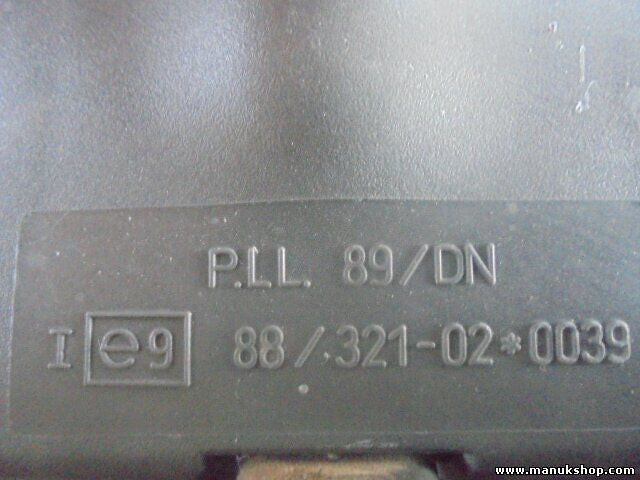 P.LL. 89/DN
I e9 88/321-02*0039
www.manukshop.com